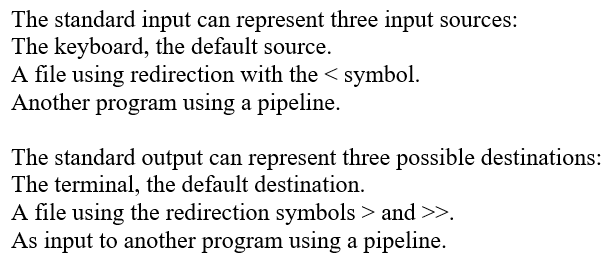 The standard input can represent three input sources:
The keyboard, the default source.
A file using redirection with the < symbol.
Another program using a pipeline.
The standard output can represent three possible destinations:
The terminal, the default destination.
A file using the redirection symbols > and >>.
As input to another program using a pipeline.